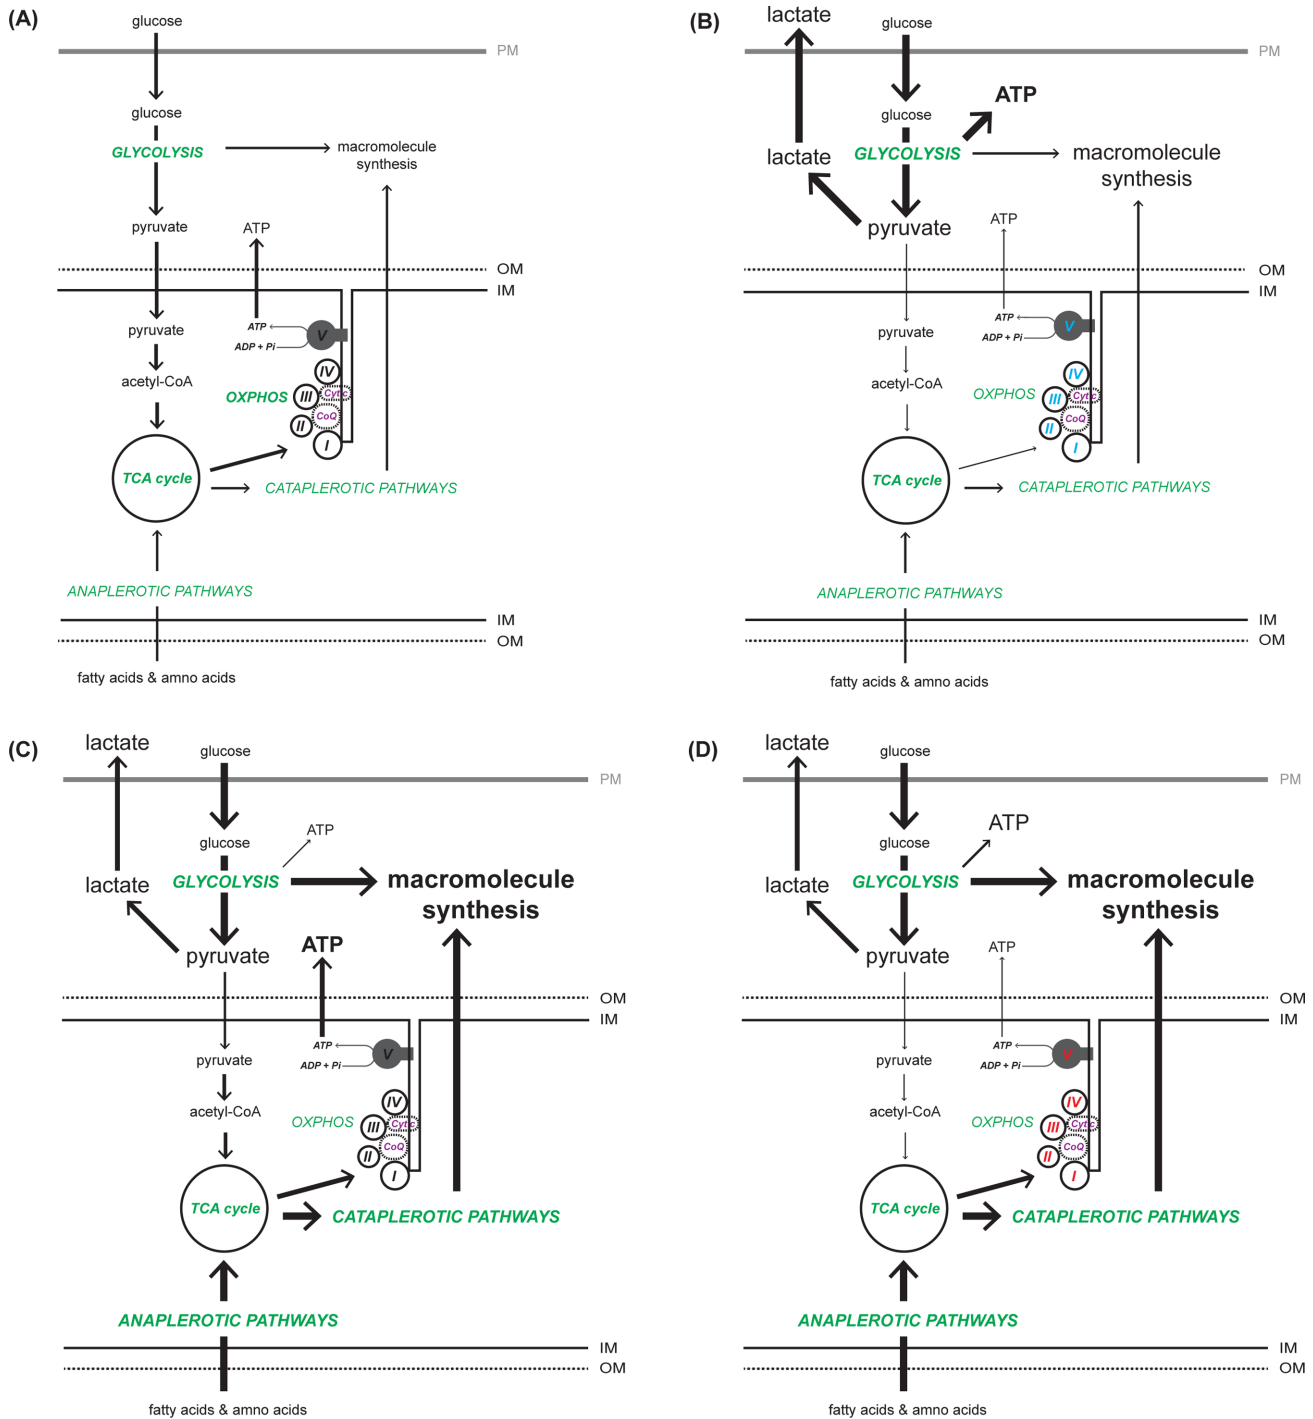 (A)
glucose
PM
glucose
GLYCOLYSIS
macromolecule
synthesis
pyruvate
ATP
OM
IM
pyruvate
ATP
ADP + Pi
V
acetyl-CoA
OXPHOS
IV
III
Cyt c
II
CoQ
I
TCA cycle
CATAPLEROTIC PATHWAYS
ANAPLEROTIC PATHWAYS
IM
OM
fatty acids & amno acids
(B)
lactate
glucose
PM
ATP
glucose
lactate
GLYCOLYSIS
macromolecule
synthesis
pyruvate
ATP
OM
IM
pyruvate
ATP
ADP + Pi
V
acetyl-CoA
OXPHOS
IV
III
Cyt c
II
CoQ
I
TCA cycle
CATAPLEROTIC PATHWAYS
ANAPLEROTIC PATHWAYS
IM
OM
fatty acids & amno acids
(C)
lactate
glucose
PM
ATP
glucose
lactate
GLYCOLYSIS
macromolecule
synthesis
pyruvate
ATP
OM
IM
pyruvate
ATP
ADP + Pi
V
acetyl-CoA
OXPHOS
IV
III
Cyt c
II
CoQ
I
TCA cycle
CATAPLEROTIC PATHWAYS
ANAPLEROTIC PATHWAYS
IM
OM
fatty acids & amno acids
(D)
lactate
glucose
PM
ATP
glucose
lactate
GLYCOLYSIS
macromolecule
synthesis
pyruvate
ATP
OM
IM
pyruvate
ATP
ADP + Pi
V
acetyl-CoA
OXPHOS
IV
III
Cyt c
II
CoQ
I
TCA cycle
CATAPLEROTIC PATHWAYS
ANAPLEROTIC PATHWAYS
IM
OM
fatty acids & amno acids